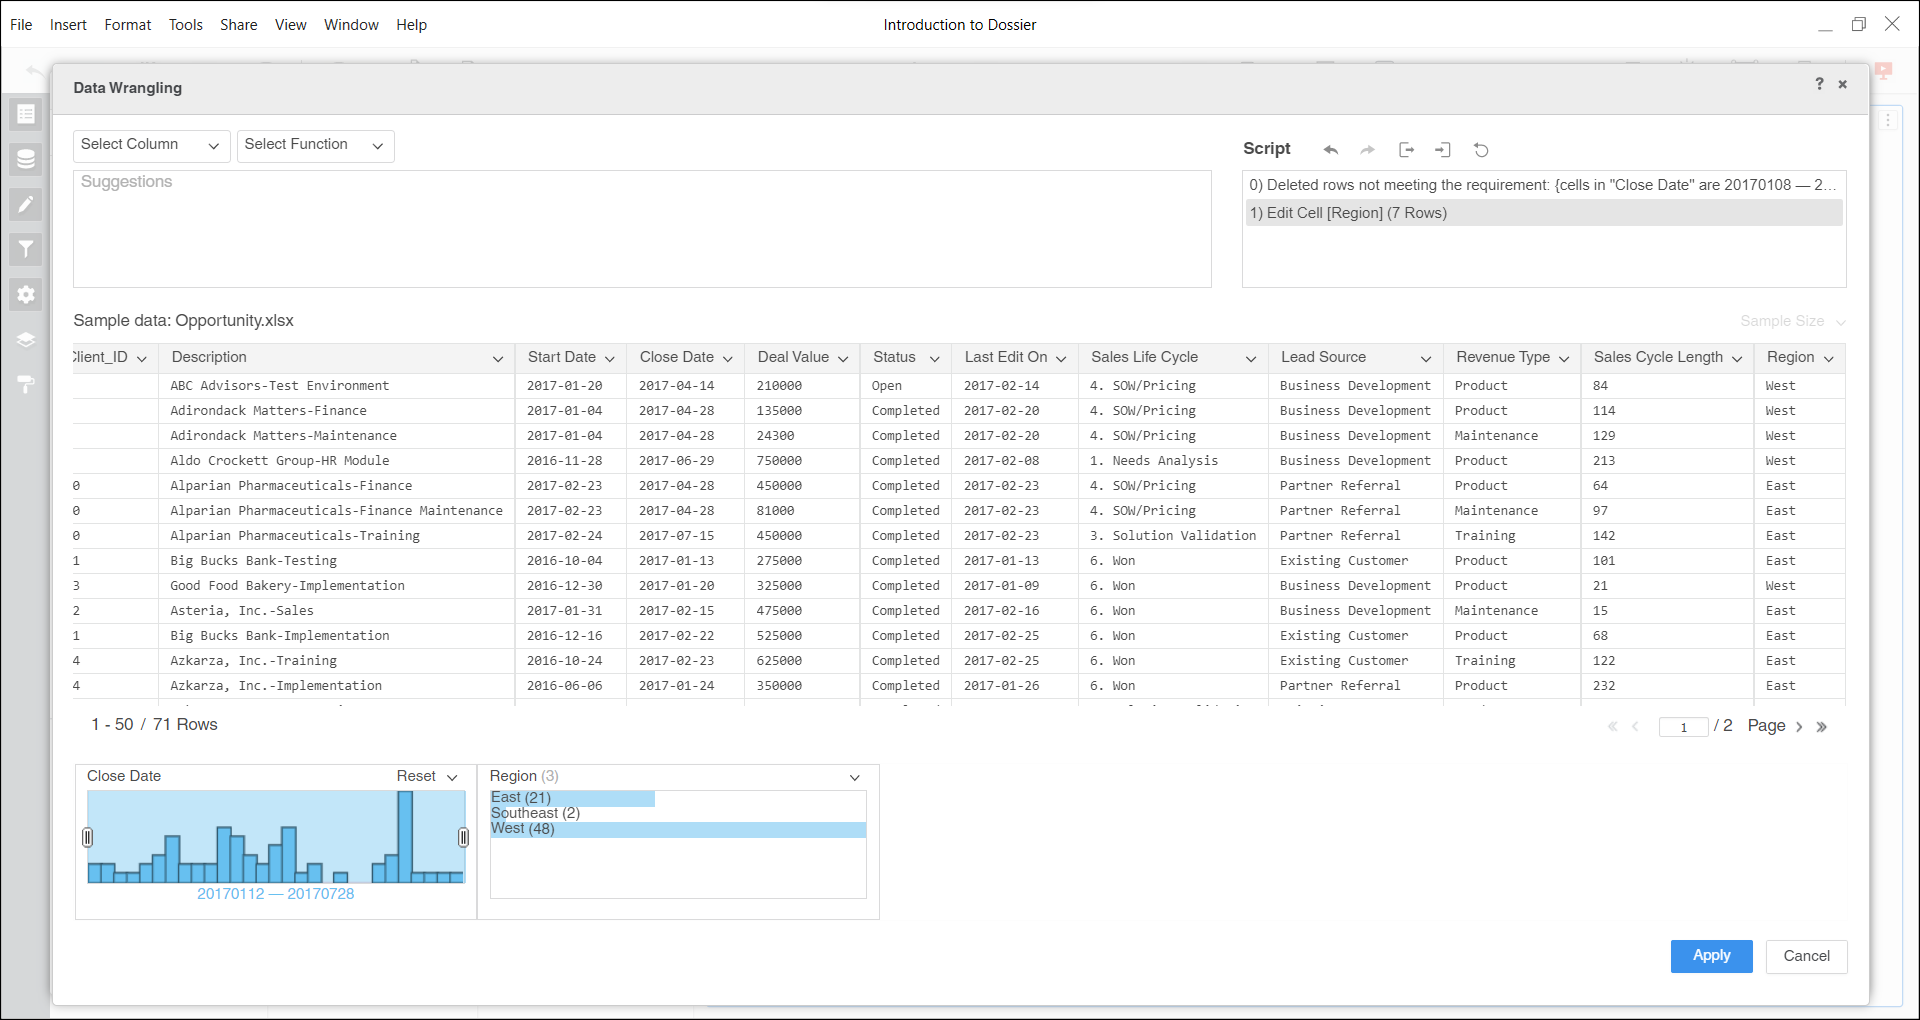 File Insert Format Tools Share View Window Help Introduction to Dossier
Data Wrangling ?
Select Column Select Function
Script
Suggestions
0) Deleted rows not meeting the requirement: {cells in "Close Date" are 20170108 — 2...
1) Edit Cell [Region] (7 Rows)
Sample data: Opportunity.xlsx Sample Size
Client_ID Description Start Date Close Date Deal Value Status Last Edit On Sales Life Cycle Lead Source Revenue Type Sales Cycle Length Region
ABC Advisors-Test Environment 2017-01-20 2017-04-14 210000 Open 2017-02-14 4. SOW/Pricing Business Development Product 84 West
Adirondack Matters-Finance 2017-01-04 2017-04-28 135000 Completed 2017-02-20 4. SOW/Pricing Business Development Product 114 West
Adirondack Matters-Maintenance 2017-01-04 2017-04-28 24300 Completed 2017-02-20 4. SOW/Pricing Business Development Maintenance 129 West
Aldo Crockett Group-HR Module 2016-11-28 2017-06-29 750000 Completed 2017-02-08 1. Needs Analysis Business Development Product 213 West
0 Alparian Pharmaceuticals-Finance 2017-02-23 2017-04-28 450000 Completed 2017-02-23 4. SOW/Pricing Partner Referral Product 64 East
0 Alparian Pharmaceuticals-Finance Maintenance 2017-02-23 2017-04-28 81000 Completed 2017-02-23 4. SOW/Pricing Partner Referral Maintenance 97 East
0 Alparian Pharmaceuticals-Training 2017-02-24 2017-07-15 450000 Completed 2017-02-23 3. Solution Validation Partner Referral Training 142 East
1 Big Bucks Bank-Testing 2016-10-04 2017-01-13 275000 Completed 2017-01-13 6. Won Existing Customer Product 101 East
3 Good Food Bakery-Implementation 2016-12-30 2017-01-20 325000 Completed 2017-01-09 6. Won Business Development Product 21 West
2 Asteria, Inc.-Sales 2017-01-31 2017-02-15 475000 Completed 2017-02-16 6. Won Business Development Maintenance 15 East
1 Big Bucks Bank-Implementation 2016-12-16 2017-02-22 525000 Completed 2017-02-25 6. Won Existing Customer Product 68 East
4 Azkarza, Inc.-Training 2016-10-24 2017-02-23 625000 Completed 2017-02-25 6. Won Existing Customer Training 122 East
4 Azkarza, Inc.-Implementation 2016-06-06 2017-01-24 350000 Completed 2017-01-26 6. Won Partner Referral Product 232 East
1 - 50 / 71 Rows 1 / 2 Page
Close Date Reset
20170112 — 20170728
Region (3)
East (21)
Southeast (2)
West (48)
Apply Cancel